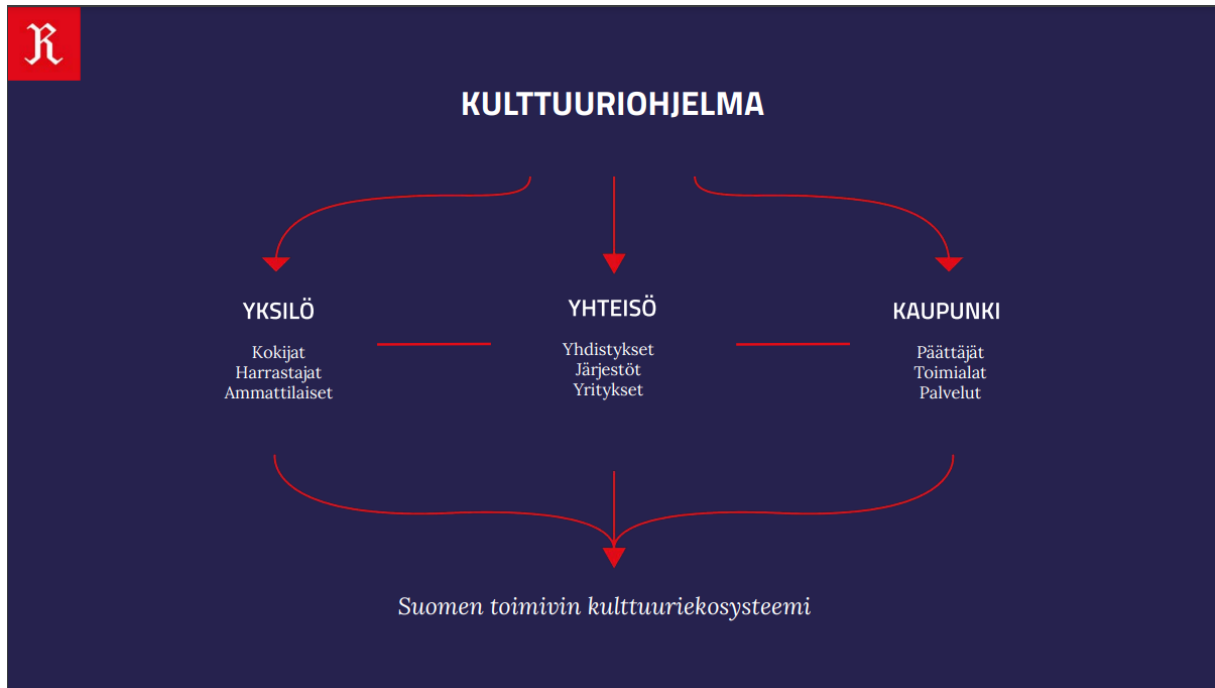 R
KULTTUURIOHJELMA
YKSILÖ
Kokijat
Harrastajat
Ammattilaiset
YHTEISÖ
Yhdistykset
Järjestöt
Yritykset
KAUPUNKI
Päättäjät
Toimialat
Palvelut
Suomen toimivin kulttuuriekosysteemi